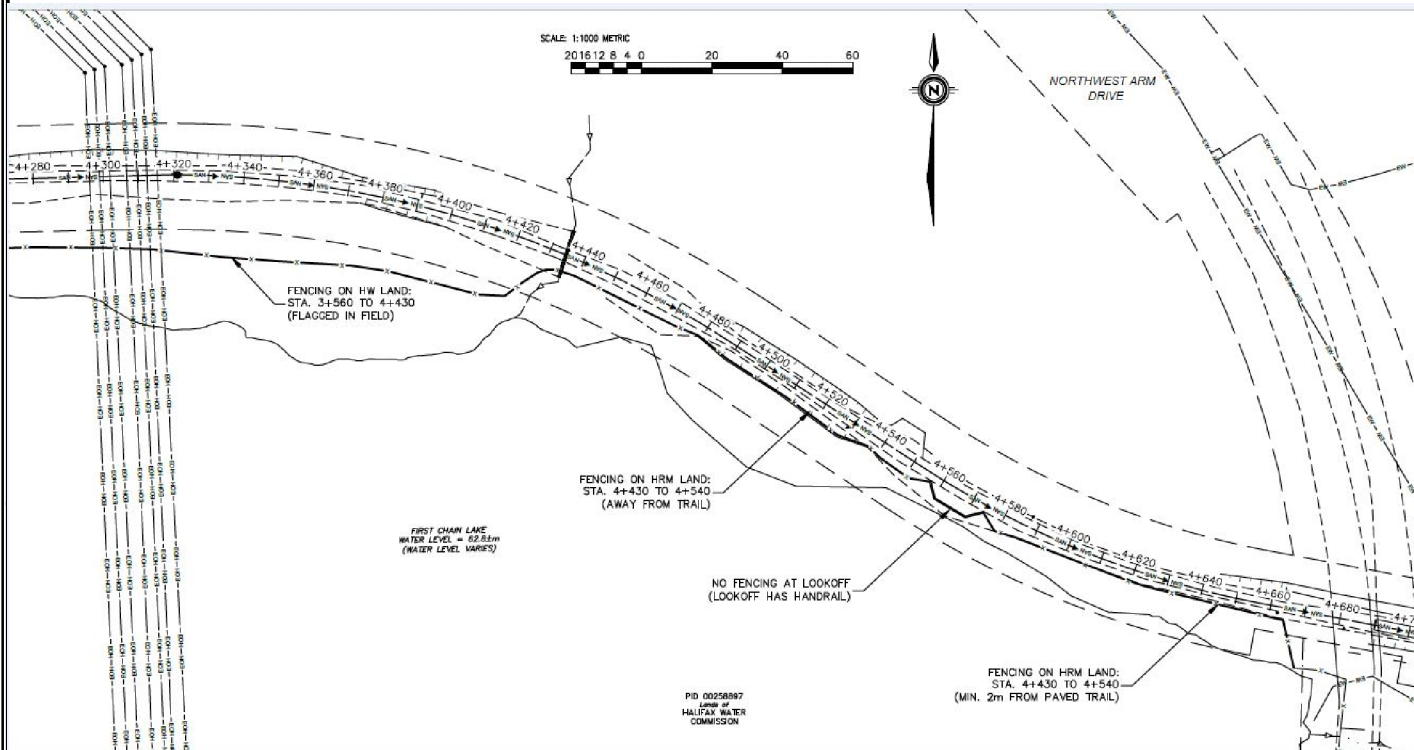 SCALE: 1:1000 METRIC
20 16 12 8 4 0 20 40 60
N
NORTHWEST ARM
DRIVE
4+280
4+300
4+320
4+340
4+360
4+380
4+400
4+420
4+440
4+460
4+480
4+500
4+520
4+540
4+560
4+580
4+600
4+620
4+640
4+660
4+680
FENCING ON HW LAND:
STA. 3+560 TO 4+430
(FLAGGED IN FIELD)
FENCING ON HRM LAND:
STA. 4+430 TO 4+540
(AWAY FROM TRAIL)
FIRST CHAIN LAKE
WATER LEVEL = 62.8±m
(WATER LEVEL VARIES)
NO FENCING AT LOOKOFF
(LOOKOFF HAS HANDRAIL)
FENCING ON HRM LAND:
STA. 4+430 TO 4+540
(MIN. 2m FROM PAVED TRAIL)
PID 00258897
Lands of
HALIFAX WATER
COMMISSION